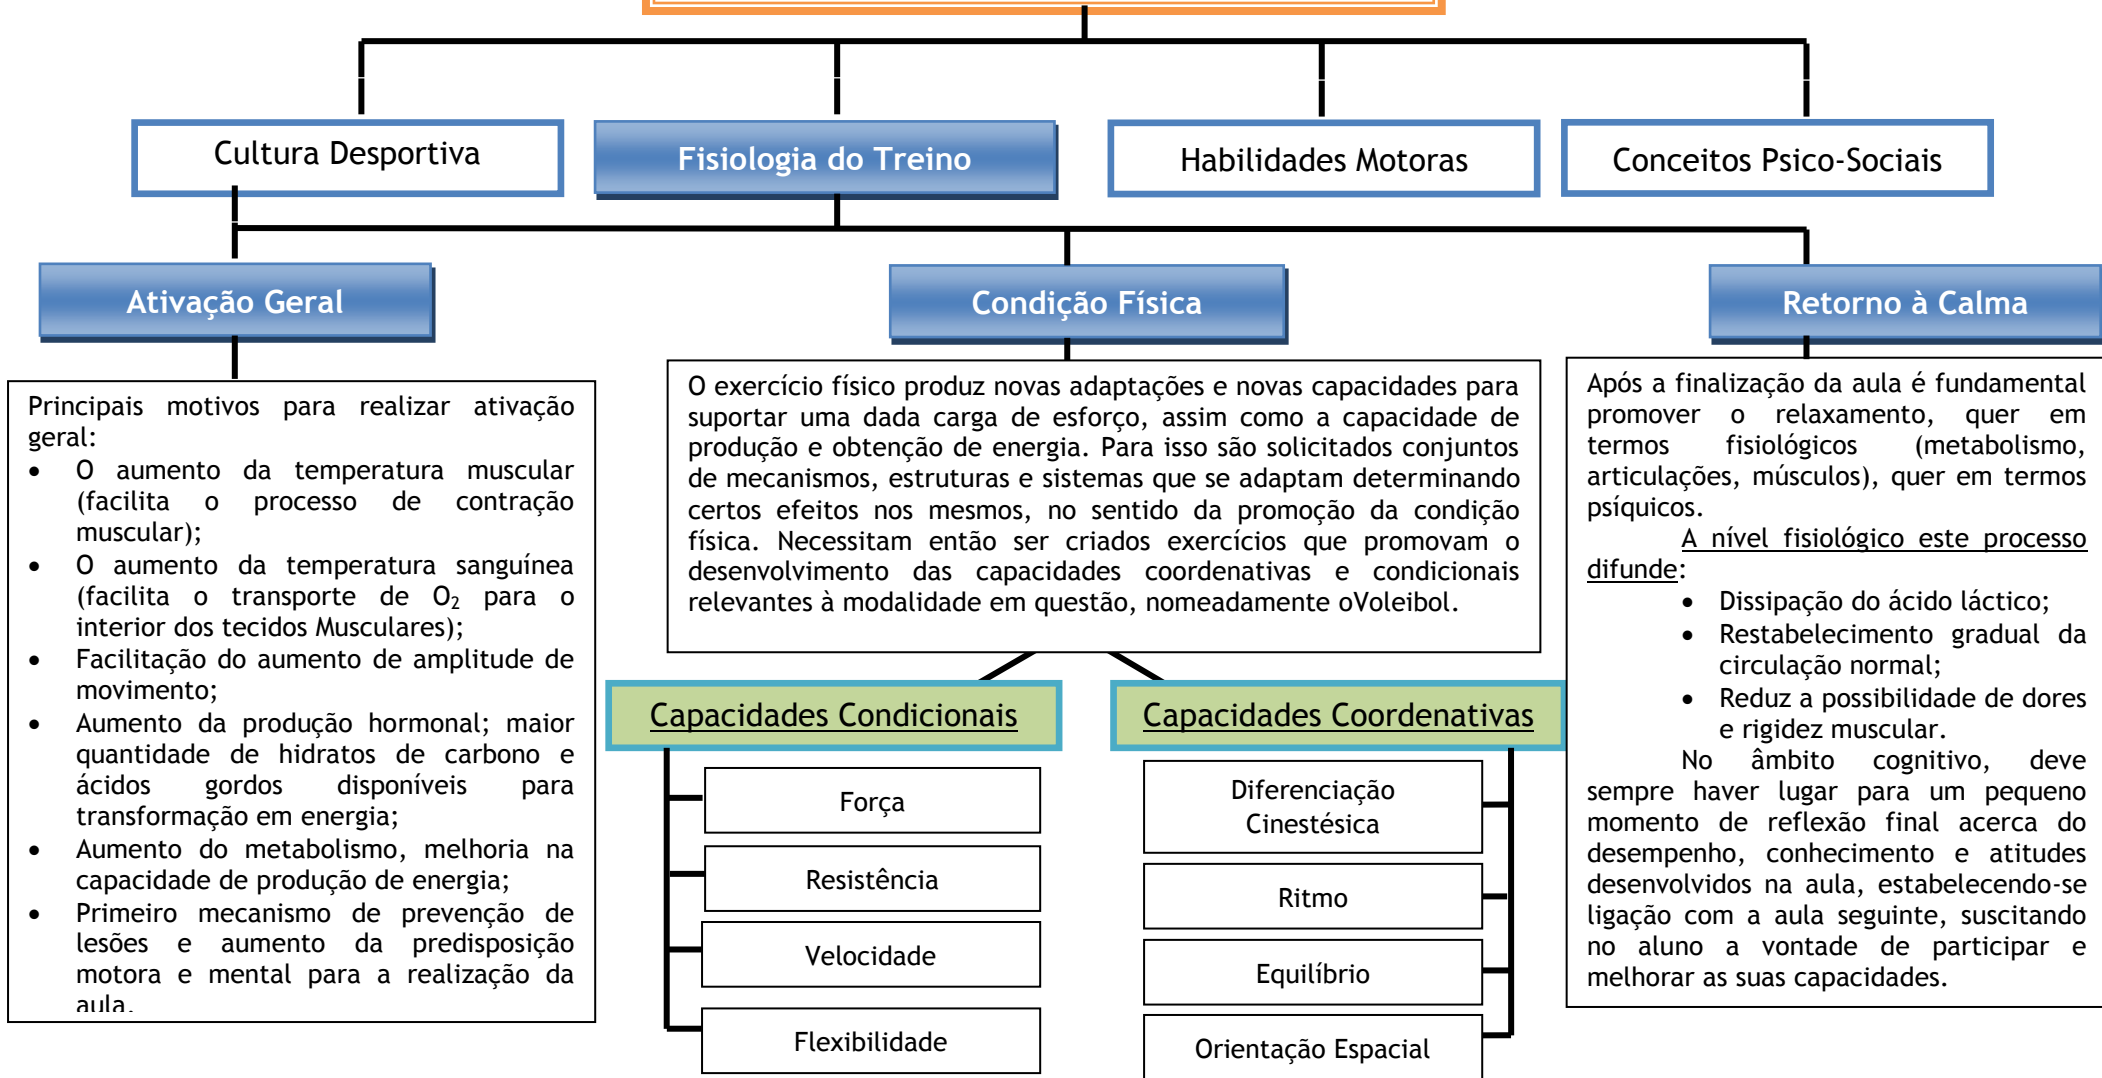 Cultura Desportiva
Fisiologia do Treino
Habilidades Motoras
Conceitos Psico-Sociais
Ativação Geral
Condição Física
Retorno à Calma
Principais motivos para realizar ativação
geral:
• O aumento da temperatura muscular
(facilita o processo de contração
muscular);
• O aumento da temperatura sanguínea
(facilita o transporte de O₂ para o
interior dos tecidos Musculares);
• Facilitação do aumento de amplitude de
movimento;
• Aumento da produção hormonal; maior
quantidade de hidratos de carbono e
ácidos gordos disponíveis para
transformação em energia;
• Aumento do metabolismo, melhoria na
capacidade de produção de energia;
• Primeiro mecanismo de prevenção de
lesões e aumento da predisposição
motora e mental para a realização da
aula.
O exercício físico produz novas adaptações e novas capacidades para
suportar uma dada carga de esforço, assim como a capacidade de
produção e obtenção de energia. Para isso são solicitados conjuntos
de mecanismos, estruturas e sistemas que se adaptam determinando
certos efeitos nos mesmos, no sentido da promoção da condição
física. Necessitam então ser criados exercícios que promovam o
desenvolvimento das capacidades coordenativas e condicionais
relevantes à modalidade em questão, nomeadamente oVoleibol.
Capacidades Condicionais
Força
Resistência
Velocidade
Flexibilidade
Capacidades Coordenativas
Diferenciação
Cinestésica
Ritmo
Equilíbrio
Orientação Espacial
Após a finalização da aula é fundamental
promover o relaxamento, quer em
termos fisiológicos (metabolismo,
articulações, músculos), quer em termos
psíquicos.
A nível fisiológico este processo
difunde:
• Dissipação do ácido láctico;
• Restabelecimento gradual da
circulação normal;
• Reduz a possibilidade de dores
e rigidez muscular.
No âmbito cognitivo, deve
sempre haver lugar para um pequeno
momento de reflexão final acerca do
desempenho, conhecimento e atitudes
desenvolvidos na aula, estabelecendo-se
ligação com a aula seguinte, suscitando
no aluno a vontade de participar e
melhorar as suas capacidades.